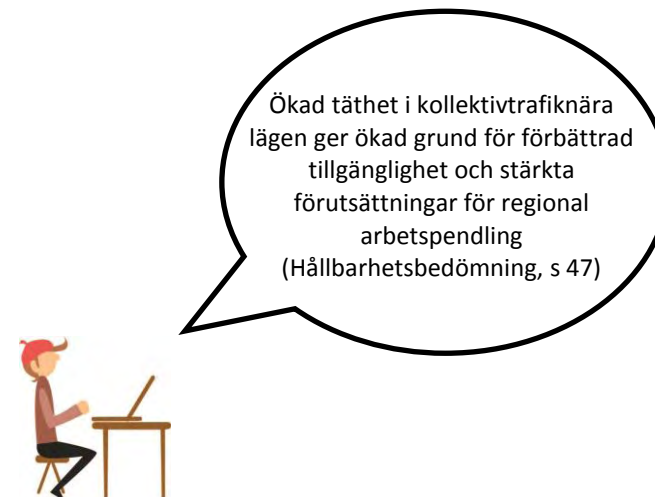 Ökad täthet i kollektivtrafiknära
lägen ger ökad grund för förbättrad
tillgänglighet och stärkta
förutsättningar för regional
arbetspendling
(Hållbarhetsbedömning, s 47)